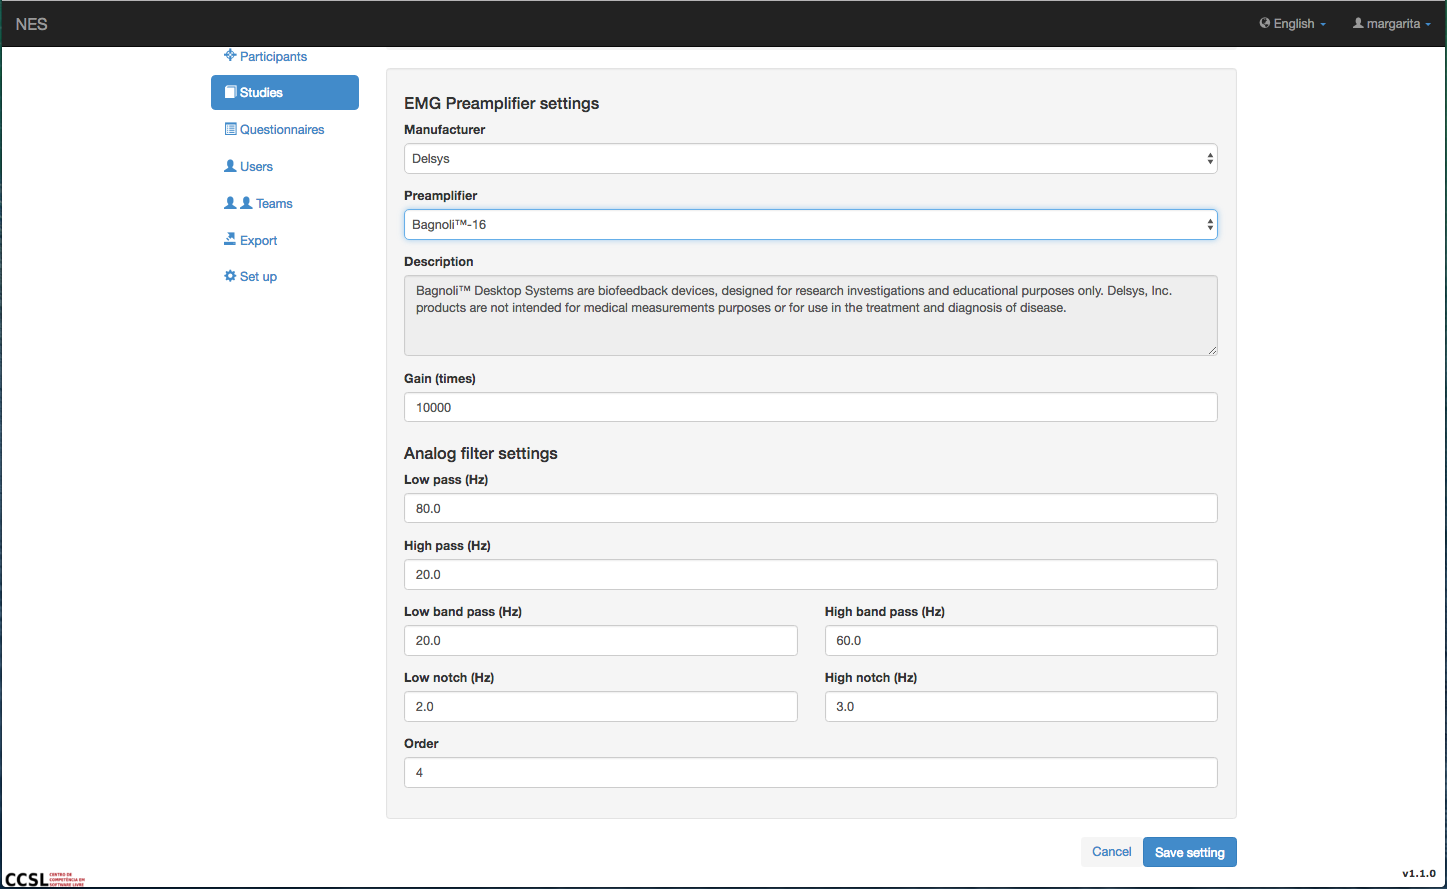 NES
English
margarita
Participants
Studies
Questionnaires
Users
Teams
Export
Set up
EMG Preamplifier settings
Manufacturer
Delsys
Preamplifier
Bagnoli™-16
Description
Bagnoli™ Desktop Systems are biofeedback devices, designed for research investigations and educational purposes only. Delsys, Inc.
products are not intended for medical measurements purposes or for use in the treatment and diagnosis of disease.
Gain (times)
10000
Analog filter settings
Low pass (Hz)
80.0
High pass (Hz)
20.0
Low band pass (Hz)
High band pass (Hz)
20.0
60.0
Low notch (Hz)
High notch (Hz)
2.0
3.0
Order
4
Cancel
Save setting
CCSL
CENTRO DE
COMPETÊNCIA EM
SOFTWARE LIVRE
v1.1.0